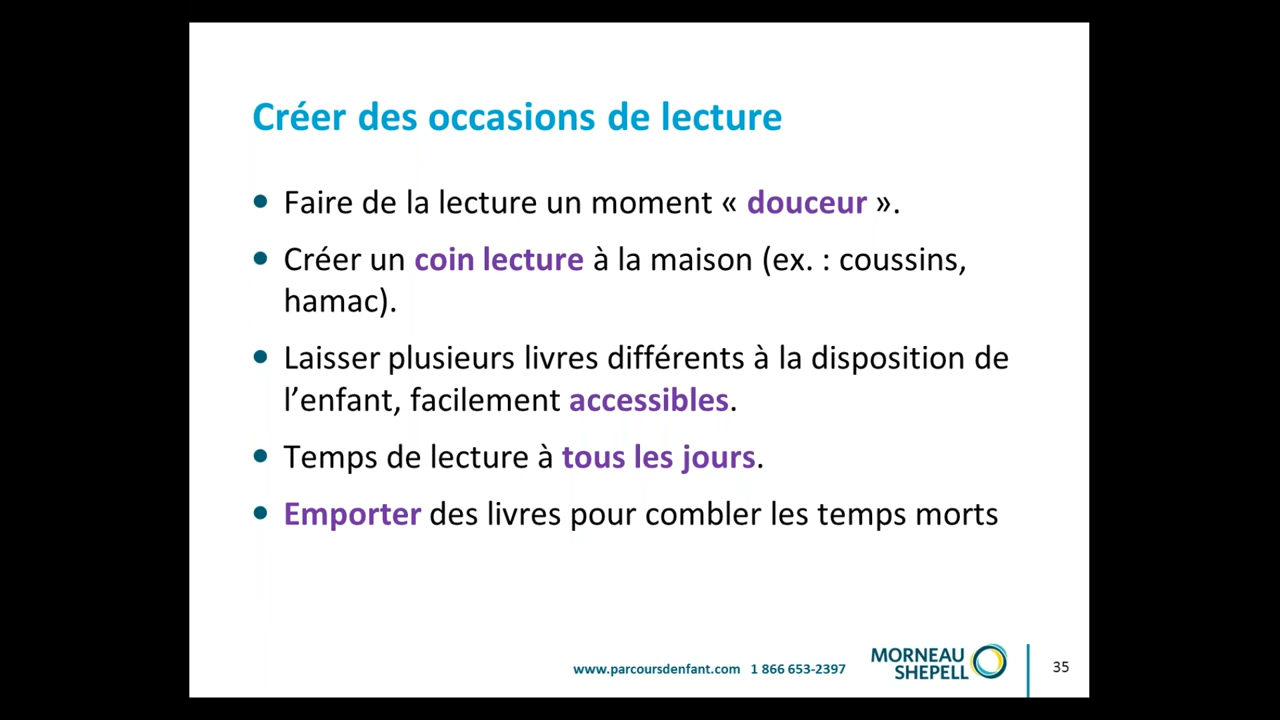 Créer des occasions de lecture
• Faire de la lecture un moment « douceur ».
• Créer un coin lecture à la maison (ex. : coussins,
hamac).
• Laisser plusieurs livres différents à la disposition de
l’enfant, facilement accessibles.
• Temps de lecture à tous les jours.
• Emporter des livres pour combler les temps morts
www.parcoursdenfant.com 1 866 653-2397
MORNEAU
SHEPELL
35